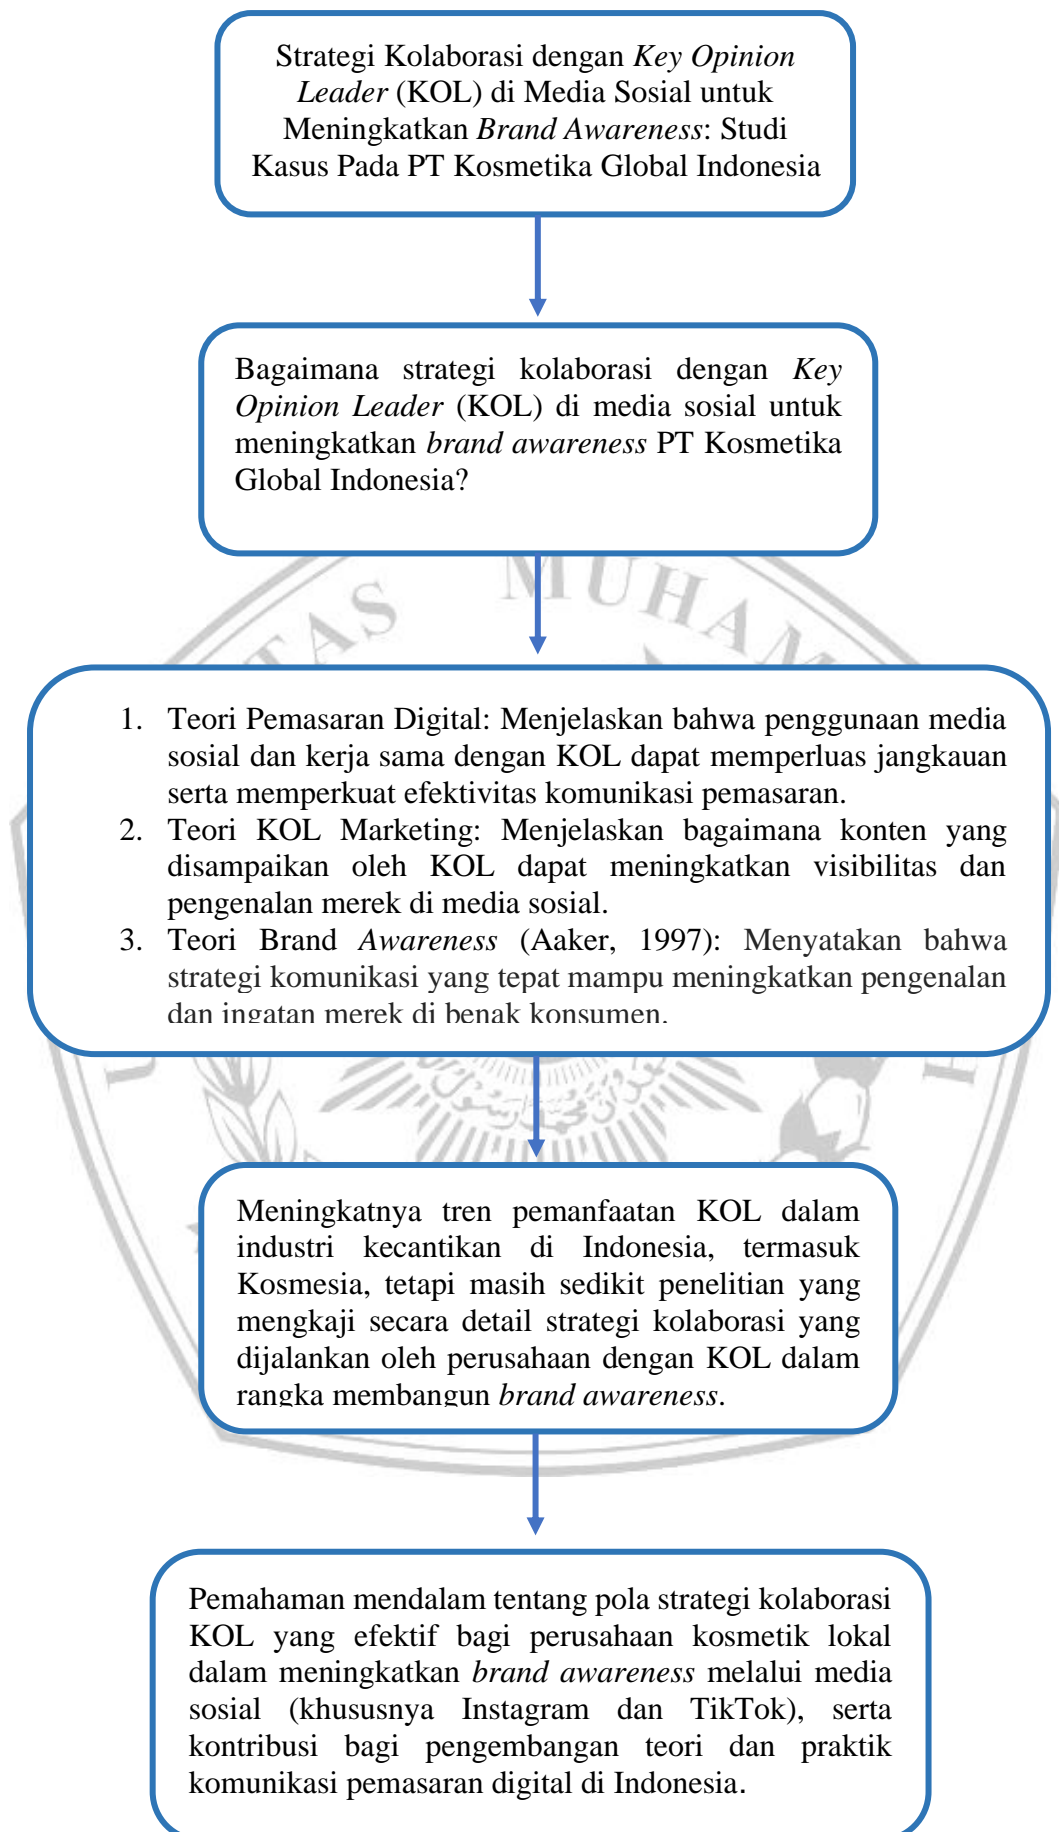 Strategi Kolaborasi dengan Key Opinion
Leader (KOL) di Media Sosial untuk
Meningkatkan Brand Awareness: Studi
Kasus Pada PT Kosmetika Global Indonesia
Bagaimana strategi kolaborasi dengan Key
Opinion Leader (KOL) di media sosial untuk
meningkatkan brand awareness PT Kosmetika
Global Indonesia?
TAS MUHAM
1. Teori Pemasaran Digital: Menjelaskan bahwa penggunaan media
sosial dan kerja sama dengan KOL dapat memperluas jangkauan
serta memperkuat efektivitas komunikasi pemasaran.
2. Teori KOL Marketing: Menjelaskan bagaimana konten yang
disampaikan oleh KOL dapat meningkatkan visibilitas dan
pengenalan merek di media sosial.
3. Teori Brand Awareness (Aaker, 1997): Menyatakan bahwa
strategi komunikasi yang tepat mampu meningkatkan pengenalan
dan ingatan merek di benak konsumen.
Meningkatnya tren pemanfaatan KOL dalam
industri kecantikan di Indonesia, termasuk
Kosmesia, tetapi masih sedikit penelitian yang
mengkaji secara detail strategi kolaborasi yang
dijalankan oleh perusahaan dengan KOL dalam
rangka membangun brand awareness.
Pemahaman mendalam tentang pola strategi kolaborasi
KOL yang efektif bagi perusahaan kosmetik lokal
dalam meningkatkan brand awareness melalui media
sosial (khususnya Instagram dan TikTok), serta
kontribusi bagi pengembangan teori dan praktik
komunikasi pemasaran digital di Indonesia.